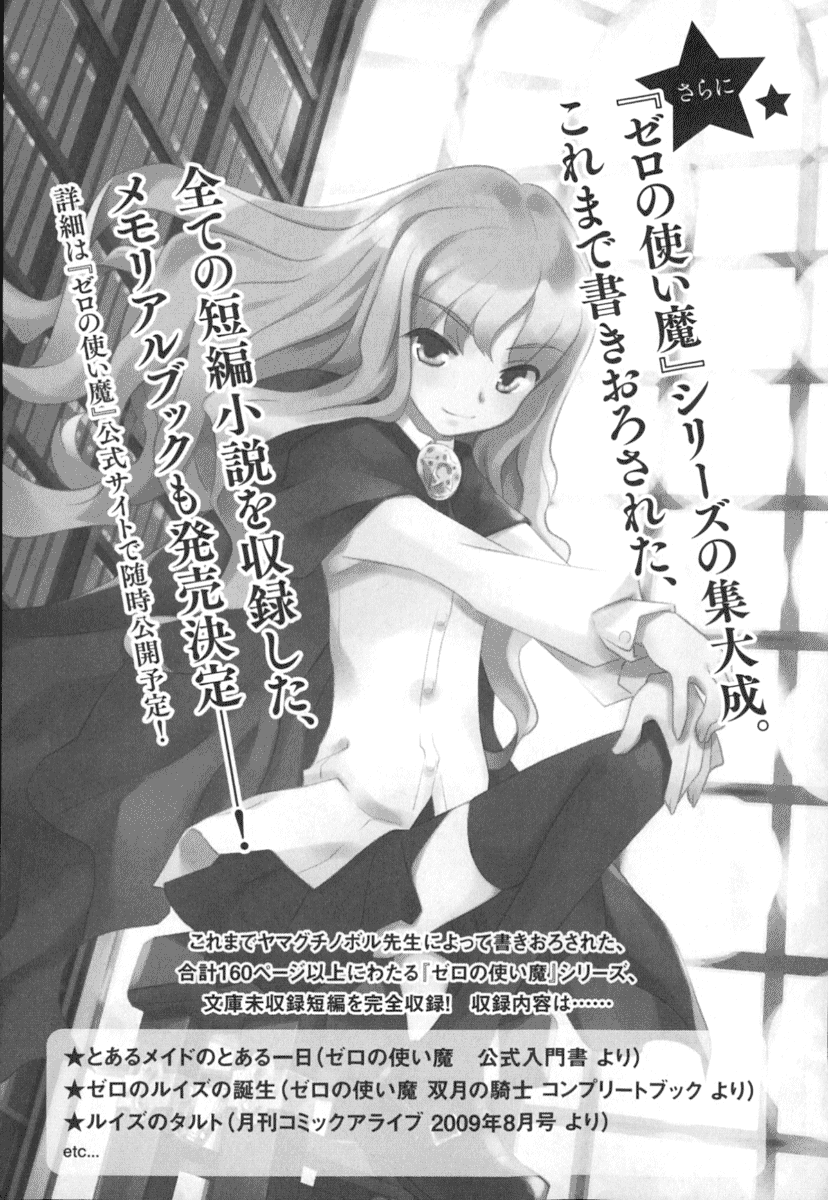 さらに
『ゼロの使い魔』シリーズの集大成。
これまで書きおろされた、
全ての短編小説を収録した、
メモリアルブックも発売決定――!
詳細は『ゼロの使い魔』公式サイトで随時公開予定!
これまでヤマグチノボル先生によって書きおろされた、
合計160ページ以上にわたる『ゼロの使い魔』シリーズ、
文庫未収録短編を完全収録! 収録内容は……
★とあるメイドのとある一日(ゼロの使い魔 公式入門書 より)
★ゼロのルイズの誕生(ゼロの使い魔 双月の騎士 コンプリートブック より)
★ルイズのタルト(月刊コミックアライブ 2009年8月号 より)
etc...